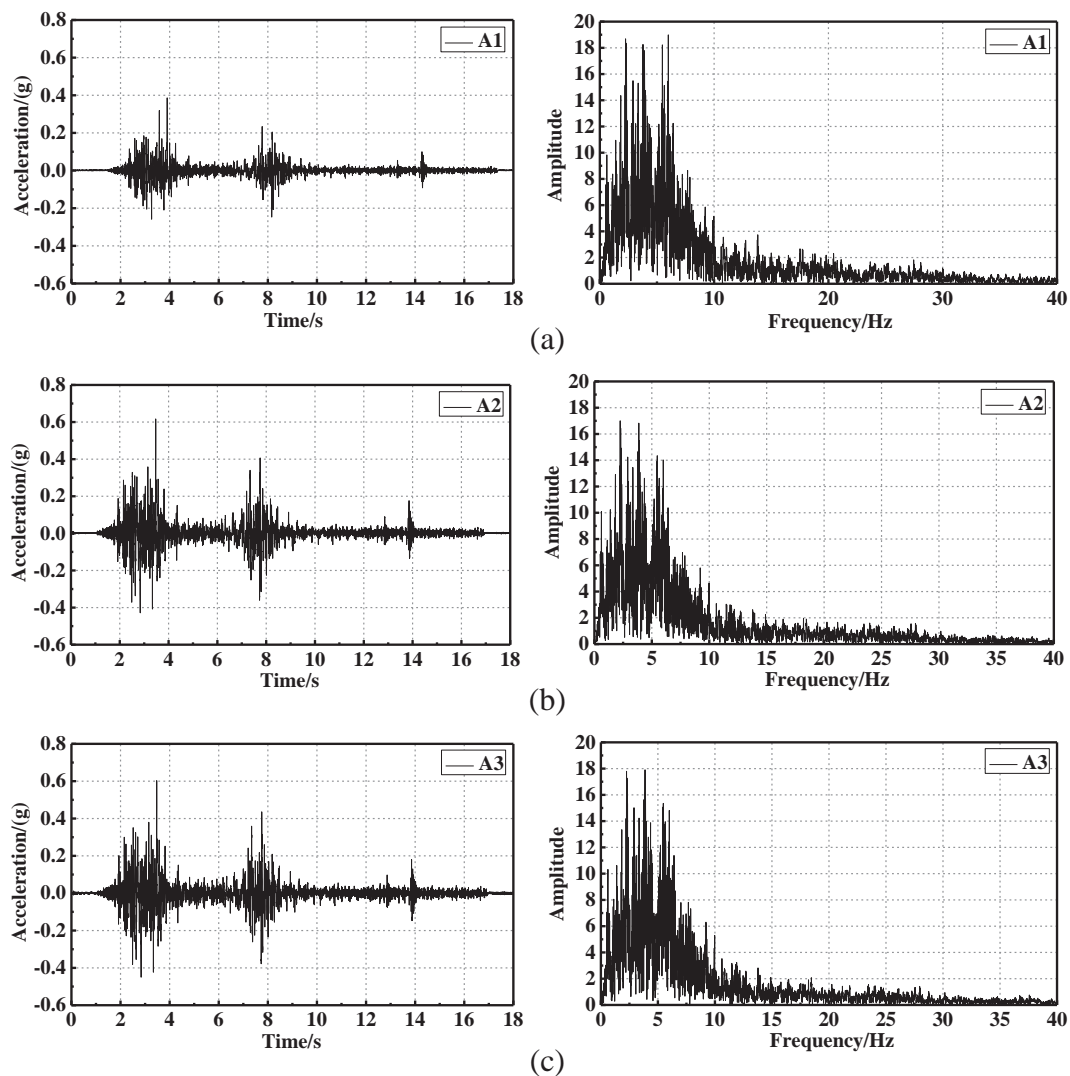 0.8
0.6
0.4
0.2
0.0
-0.2
-0.4
-0.6
Acceleration/(g)
A1
0 2 4 6 8 10 12 14 16 18
Time/s
20
18
16
14
12
10
8
6
4
2
0
Amplitude
A1
0 10 20 30 40
Frequency/Hz
(a)
0.8
0.6
0.4
0.2
0.0
-0.2
-0.4
-0.6
Acceleration/(g)
A2
0 2 4 6 8 10 12 14 16 18
Time/s
20
18
16
14
12
10
8
6
4
2
0
Amplitude
A2
0 5 10 15 20 25 30 35 40
Frequency/Hz
(b)
0.8
0.6
0.4
0.2
0.0
-0.2
-0.4
-0.6
Acceleration/(g)
A3
0 2 4 6 8 10 12 14 16 18
Time/s
20
18
16
14
12
10
8
6
4
2
0
Amplitude
A3
0 5 10 15 20 25 30 35 40
Frequency/Hz
(c)